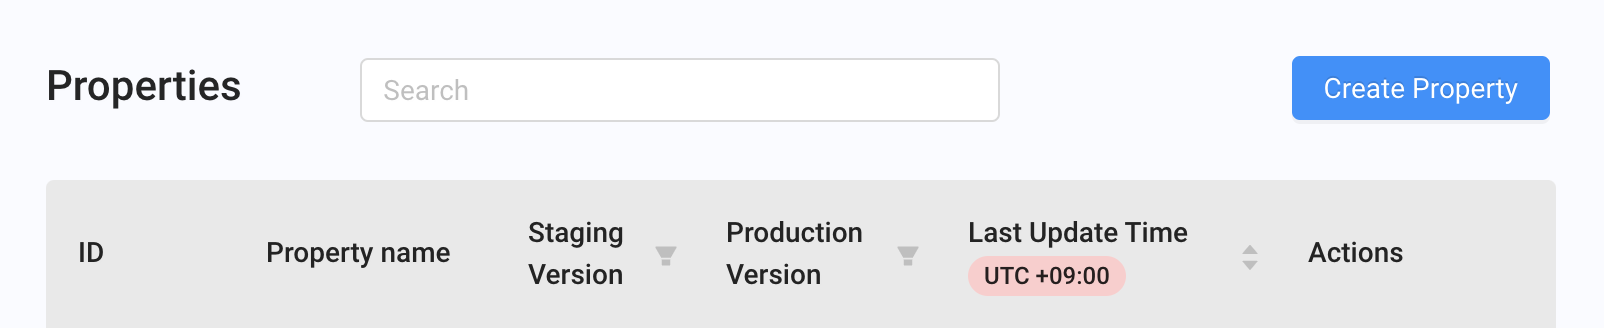 Properties
Search
Create Property
ID
Property name
Staging
Version
Production
Version
Last Update Time
UTC +09:00
Actions